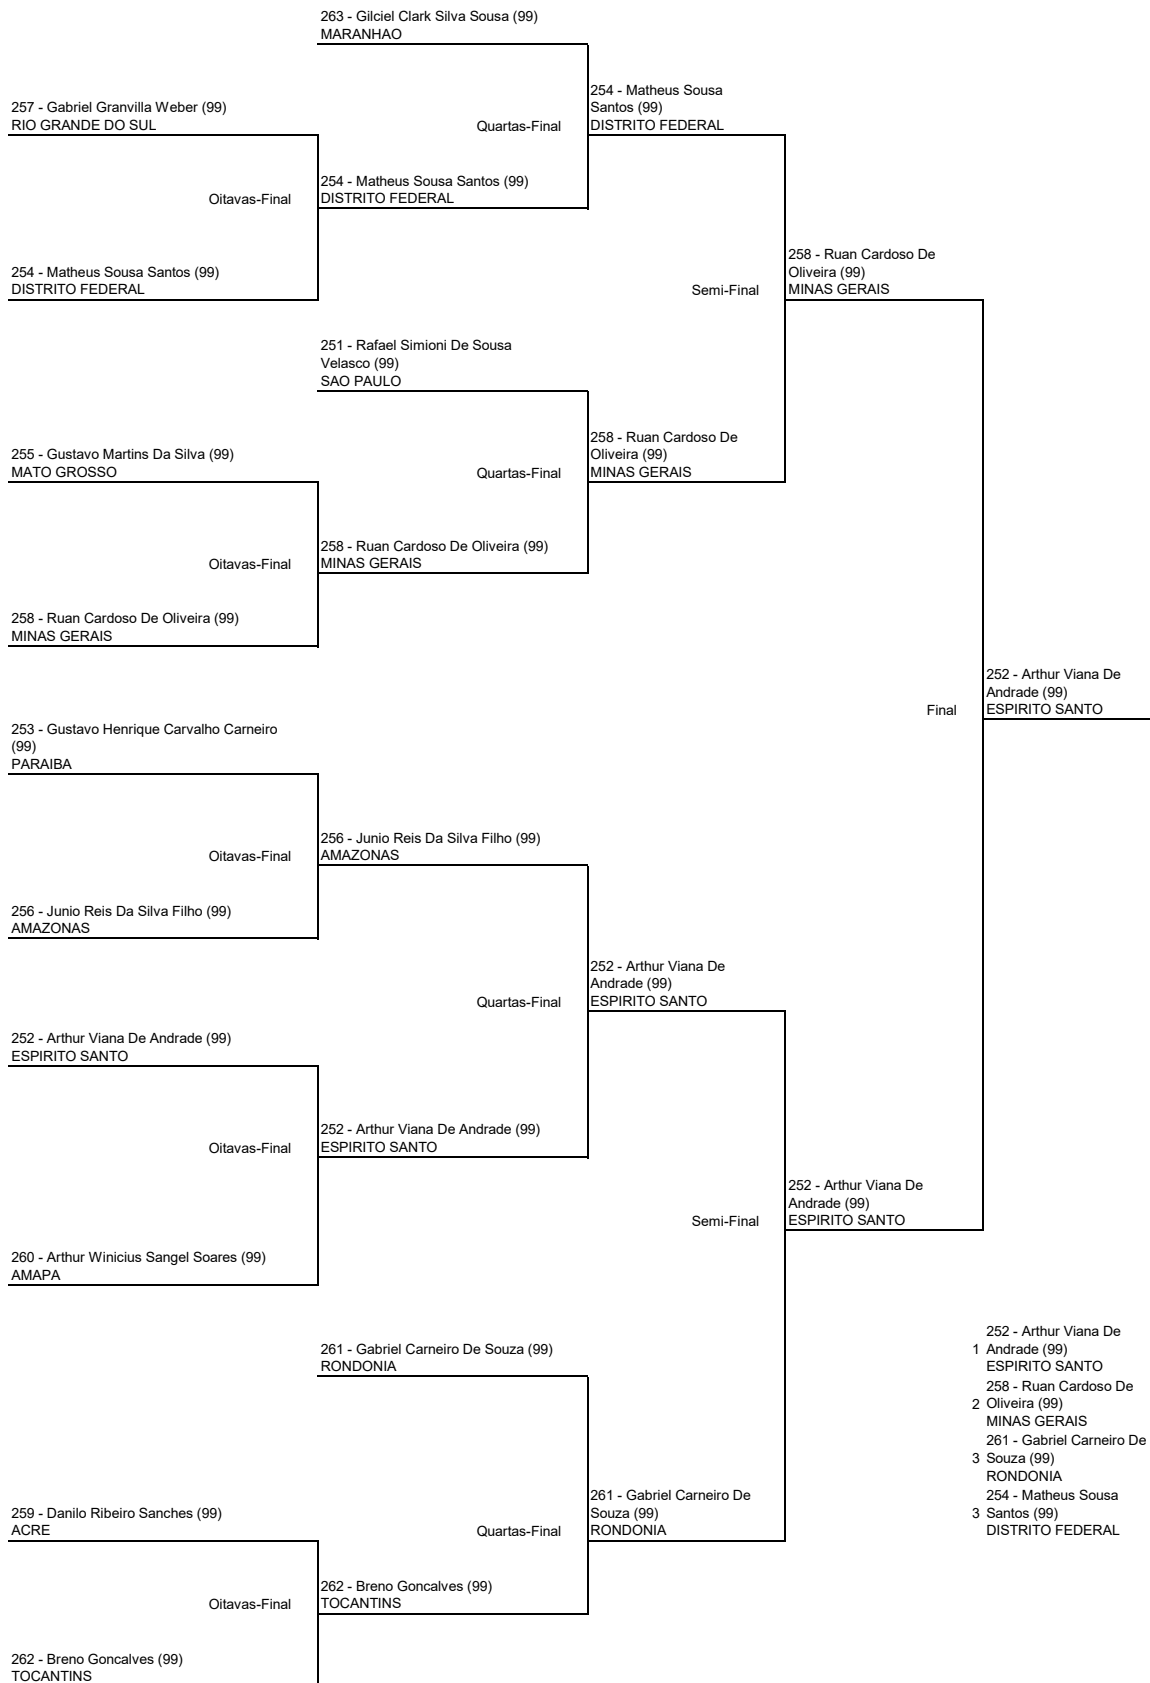 263 - Gilciel Clark Silva Sousa (99)
MARANHAO
254 - Matheus Sousa
Santos (99)
DISTRITO FEDERAL
257 - Gabriel Granvilla Weber (99)
RIO GRANDE DO SUL
Quartas-Final
254 - Matheus Sousa Santos (99)
DISTRITO FEDERAL
Oitavas-Final
254 - Matheus Sousa Santos (99)
DISTRITO FEDERAL
258 - Ruan Cardoso De
Oliveira (99)
MINAS GERAIS
Semi-Final
251 - Rafael Simioni De Sousa
Velasco (99)
SAO PAULO
258 - Ruan Cardoso De
Oliveira (99)
MINAS GERAIS
255 - Gustavo Martins Da Silva (99)
MATO GROSSO
Quartas-Final
258 - Ruan Cardoso De Oliveira (99)
MINAS GERAIS
Oitavas-Final
258 - Ruan Cardoso De Oliveira (99)
MINAS GERAIS
252 - Arthur Viana De
Andrade (99)
ESPIRITO SANTO
Final
253 - Gustavo Henrique Carvalho Carneiro
(99)
PARAIBA
256 - Junio Reis Da Silva Filho (99)
AMAZONAS
Oitavas-Final
256 - Junio Reis Da Silva Filho (99)
AMAZONAS
252 - Arthur Viana De
Andrade (99)
ESPIRITO SANTO
Quartas-Final
252 - Arthur Viana De Andrade (99)
ESPIRITO SANTO
252 - Arthur Viana De Andrade (99)
ESPIRITO SANTO
Oitavas-Final
252 - Arthur Viana De
Andrade (99)
ESPIRITO SANTO
Semi-Final
260 - Arthur Winicius Sangel Soares (99)
AMAPA
261 - Gabriel Carneiro De Souza (99)
RONDONIA
252 - Arthur Viana De
1 Andrade (99)
ESPIRITO SANTO
258 - Ruan Cardoso De
2 Oliveira (99)
MINAS GERAIS
261 - Gabriel Carneiro De
3 Souza (99)
RONDONIA
254 - Matheus Sousa
3 Santos (99)
DISTRITO FEDERAL
261 - Gabriel Carneiro De
Souza (99)
RONDONIA
259 - Danilo Ribeiro Sanches (99)
ACRE
Quartas-Final
262 - Breno Goncalves (99)
TOCANTINS
Oitavas-Final
262 - Breno Goncalves (99)
TOCANTINS